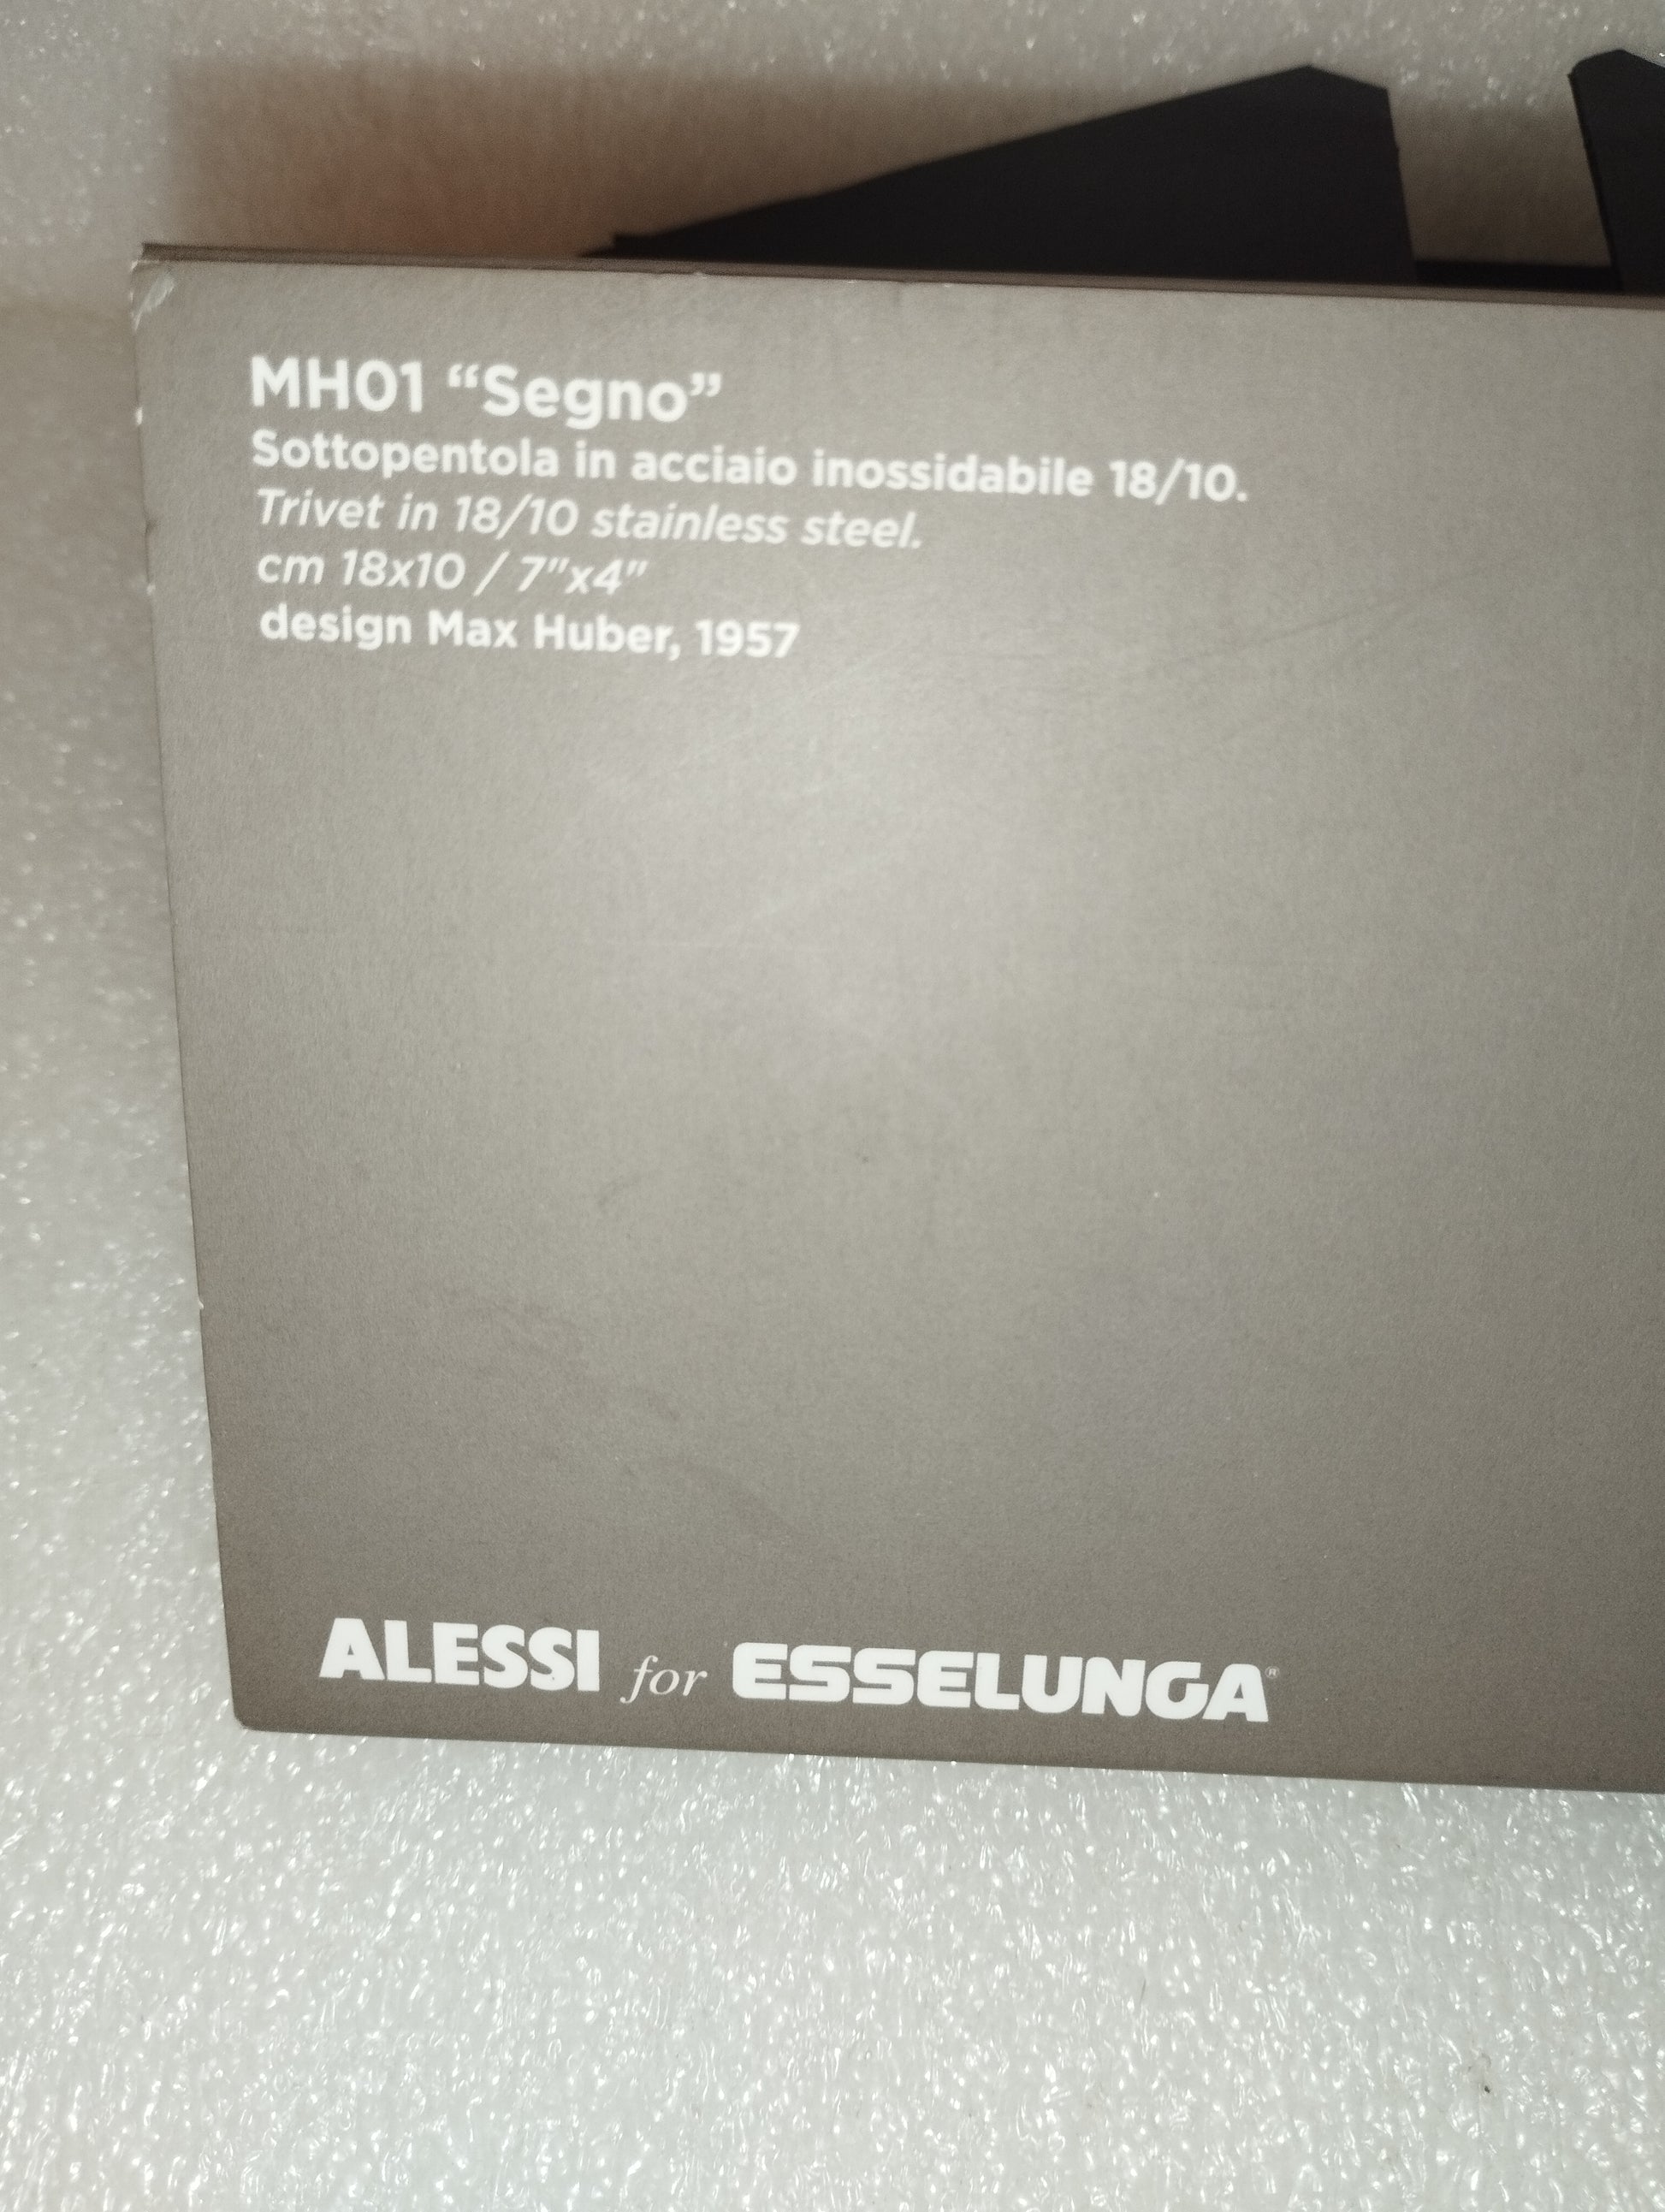 MH01 “Segno”
Sottopentola in acciaio inossidabile 18/10.
Trivet in 18/10 stainless steel.
cm 18x10 / 7"x4"
design Max Huber, 1957
ALESSI for ESSELUNGA®